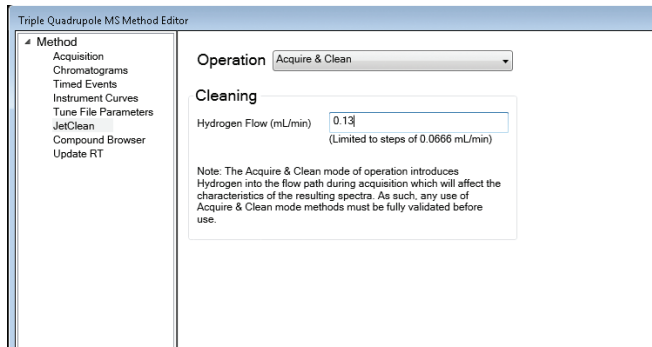 Triple Quadrupole MS Method Editor
Method
Acquisition
Chromatograms
Timed Events
Instrument Curves
Tune File Parameters
JetClean
Compound Browser
Update RT
Operation Acquire & Clean
Cleaning
Hydrogen Flow (mL/min) 0.13
(Limited to steps of 0.0666 mL/min)
Note: The Acquire & Clean mode of operation introduces
Hydrogen into the flow path during acquisition which will affect the
characteristics of the resulting spectra. As such, any use of
Acquire & Clean mode methods must be fully validated before
use.